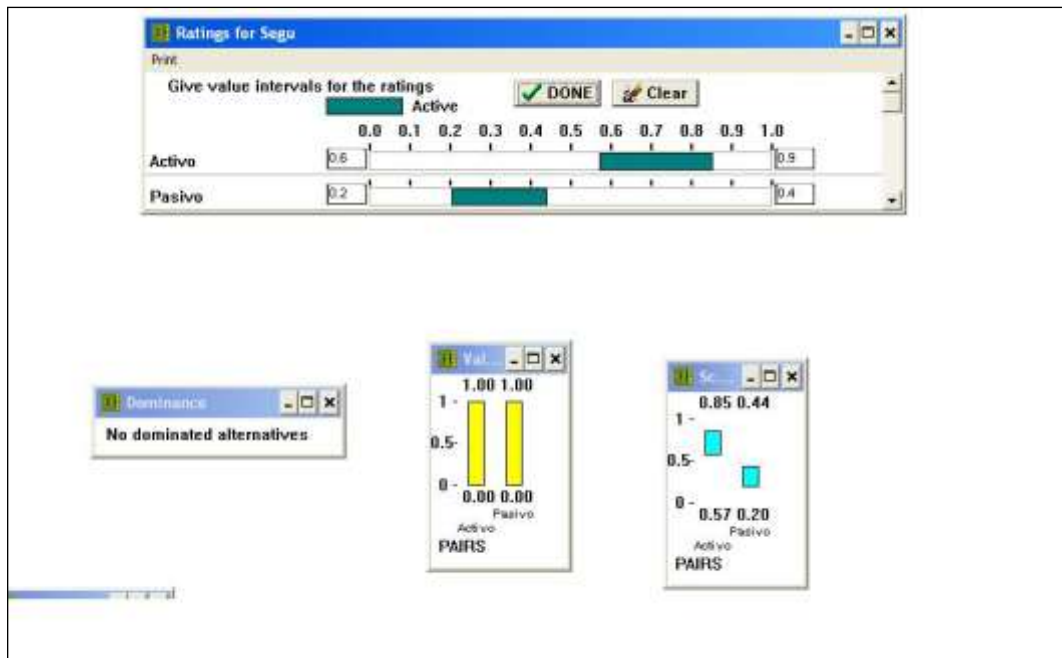 Ratings for Segu
Print
Give value intervals for the ratings
DONE
Clear
Active
0.0 0.1 0.2 0.3 0.4 0.5 0.6 0.7 0.8 0.9 1.0
Activo 0.6 0.9
Pasivo 0.2 0.4
Dominance
No dominated alternatives
Val...
1.00 1.00
1
0.5
0
0.00 0.00
Pasivo
Activo
PAIRS
Sc...
0.85 0.44
1
0.5
0
0.57 0.20
Pasivo
Activo
PAIRS